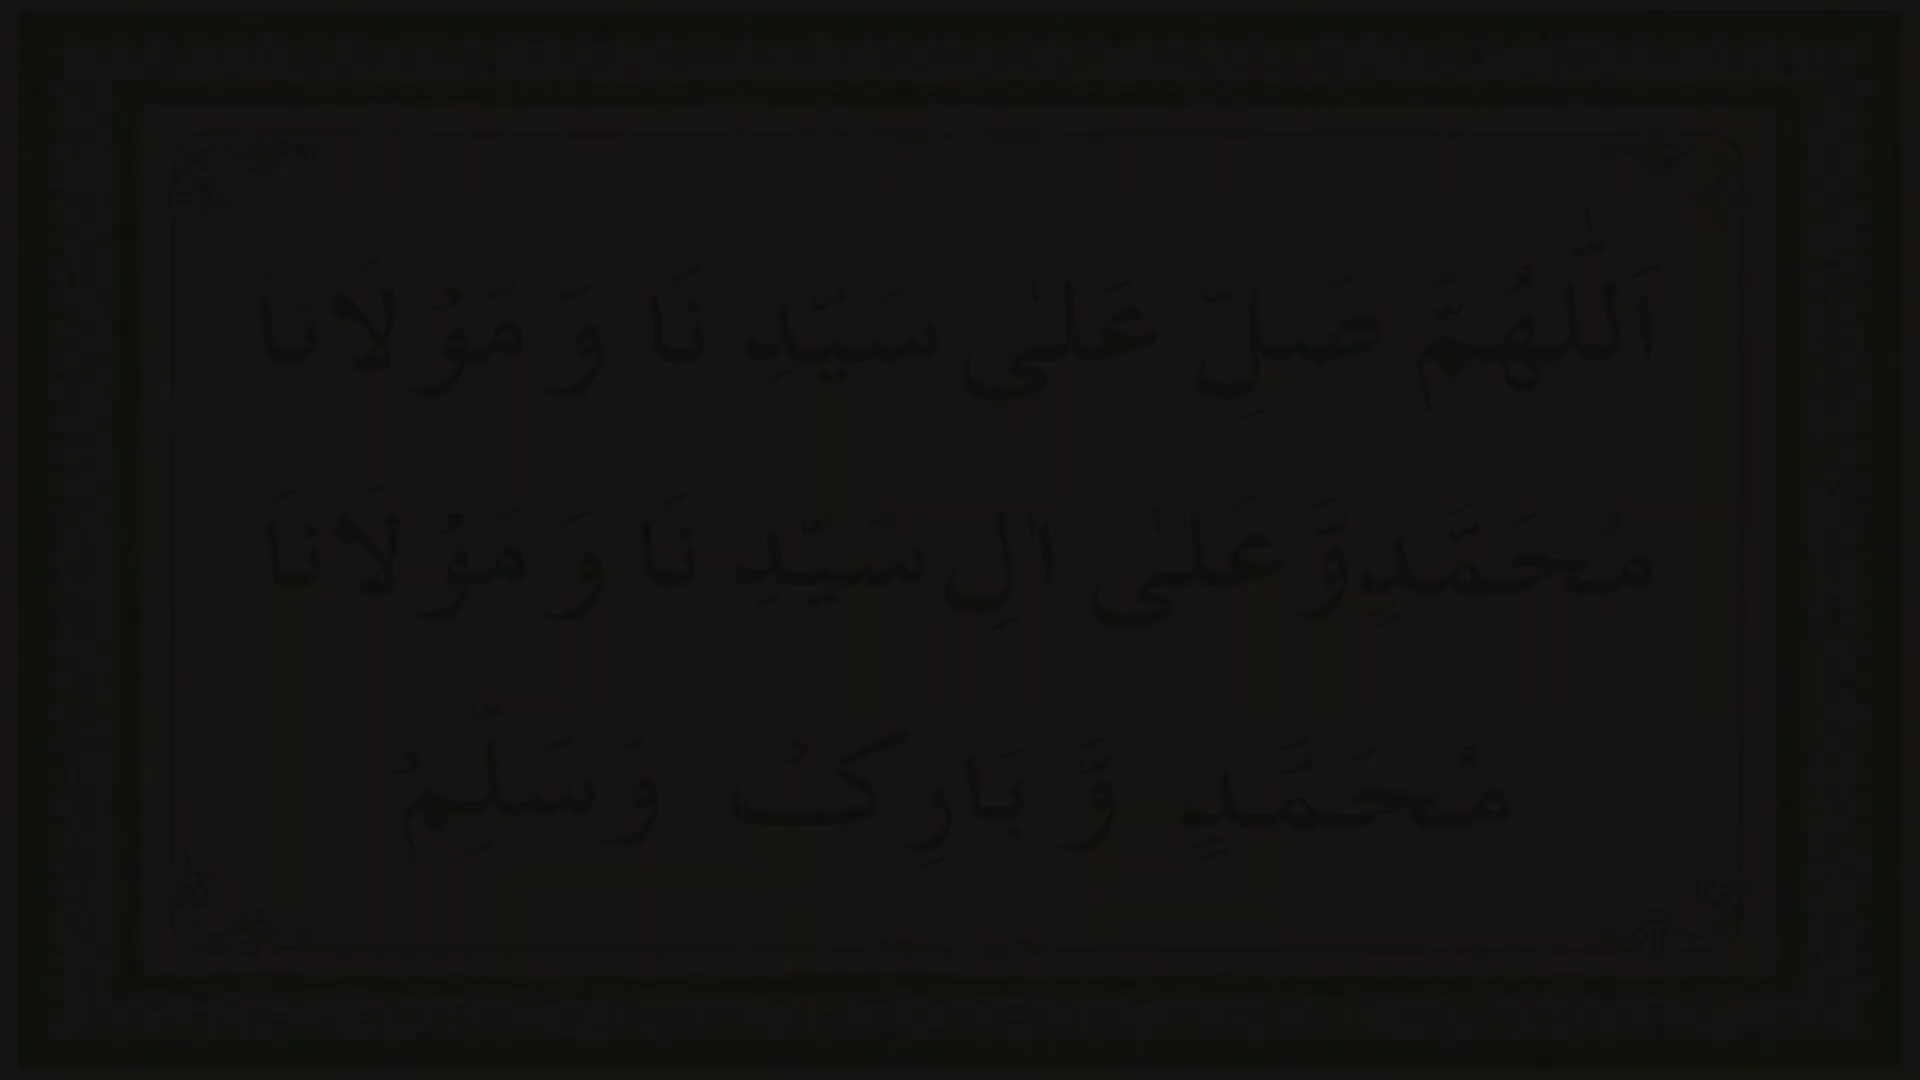 اَللّٰهُمَّ صَلِّ عَلٰى سَيِّدِ نَا وَ مَوْلَانَا
مُحَمَّدٍ وَّ عَلٰى اٰلِ سَيِّدِ نَا وَ مَوْلَانَا
مُحَمَّدٍ وَّ بَارِكْ وَسَلِّمْ